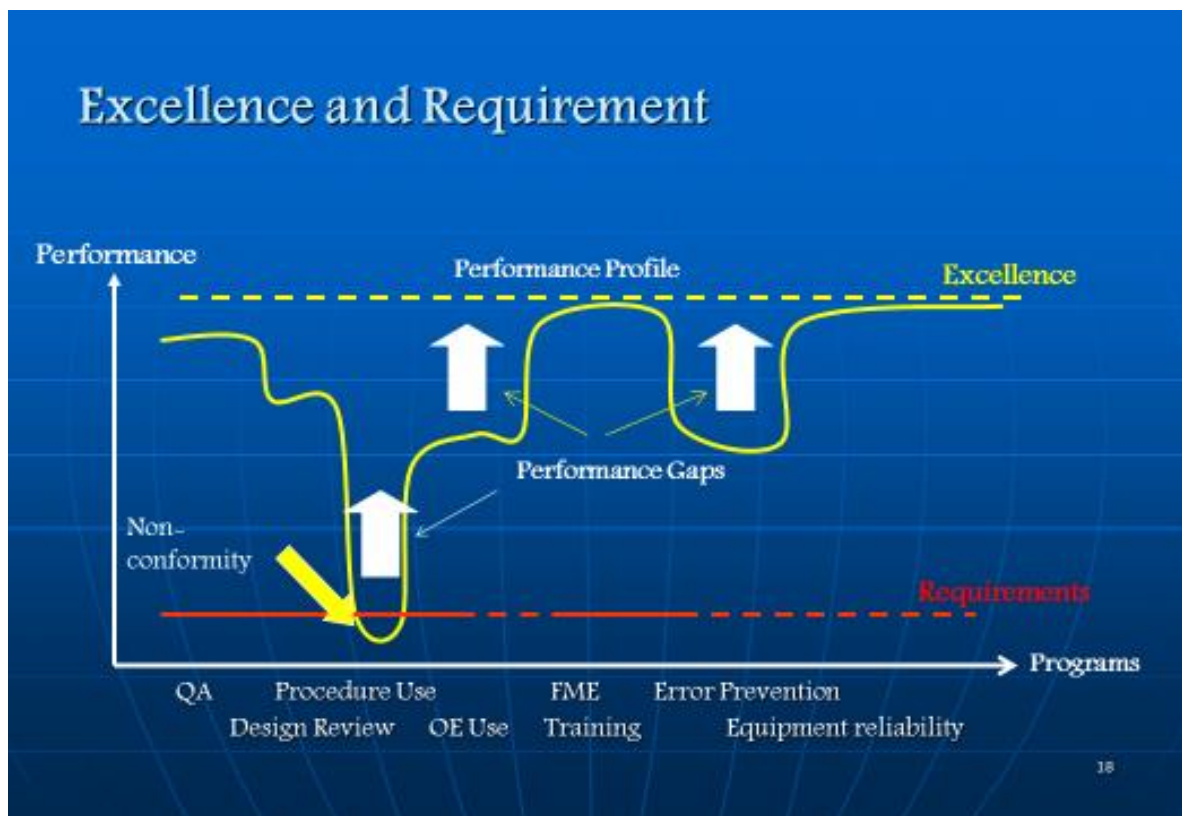 Excellence and Requirement
Performance
Performance Profile
Excellence
Performance Gaps
Non-
conformity
Requirements
Programs
QA Procedure Use FME Error Prevention
Design Review OE Use Training Equipment reliability
18